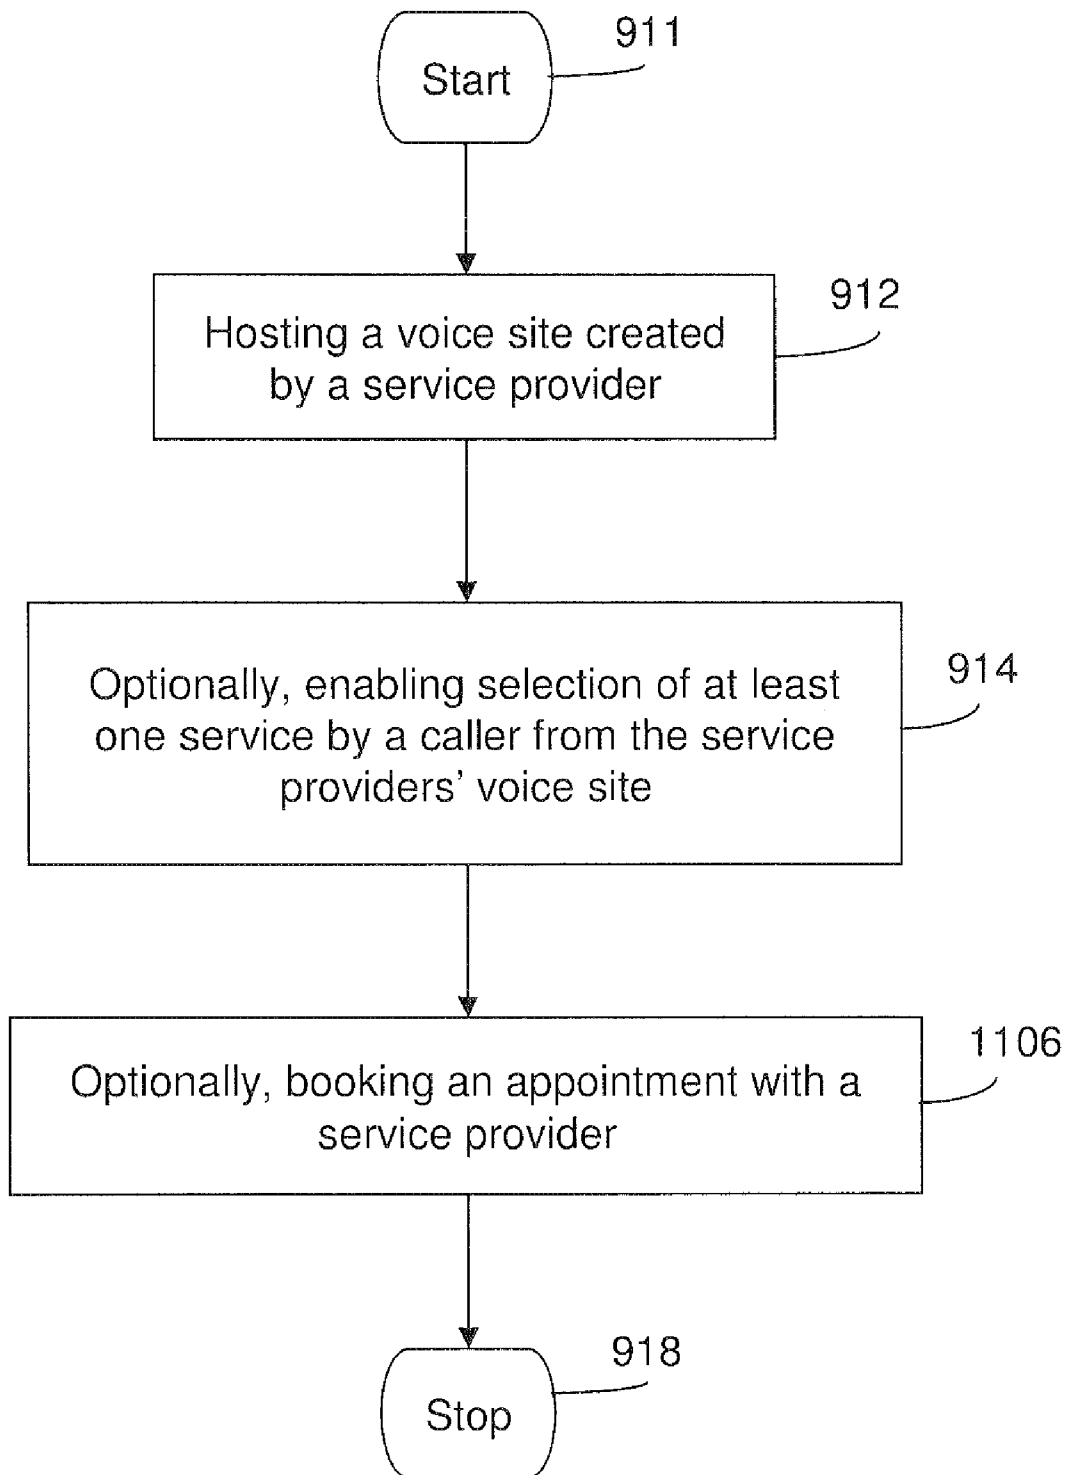 911
Start
912
Hosting a voice site created
by a service provider
914
Optionally, enabling selection of at least
one service by a caller from the service
providers' voice site
1106
Optionally, booking an appointment with a
service provider
918
Stop